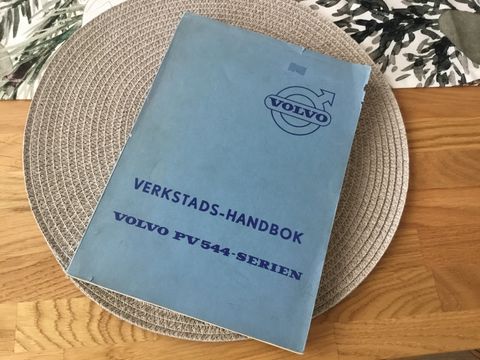 VOLVO
VERKSTADS-HANDBOK
VOLVO PV544-SERIEN